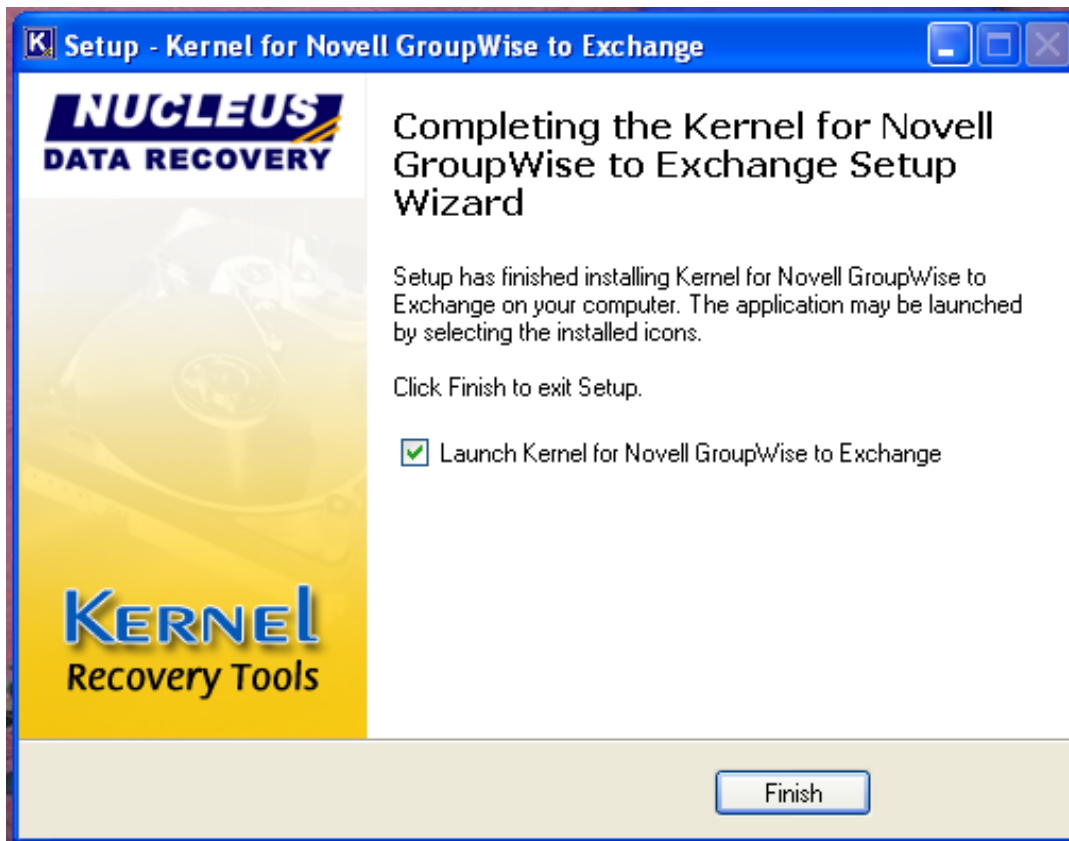 K
Setup - Kernel for Novell GroupWise to Exchange
NUCLEUS
DATA RECOVERY
Completing the Kernel for Novell
GroupWise to Exchange Setup
Wizard
Setup has finished installing Kernel for Novell GroupWise to
Exchange on your computer. The application may be launched
by selecting the installed icons.
Click Finish to exit Setup.
Launch Kernel for Novell GroupWise to Exchange
KERNEl
Recovery Tools
Finish